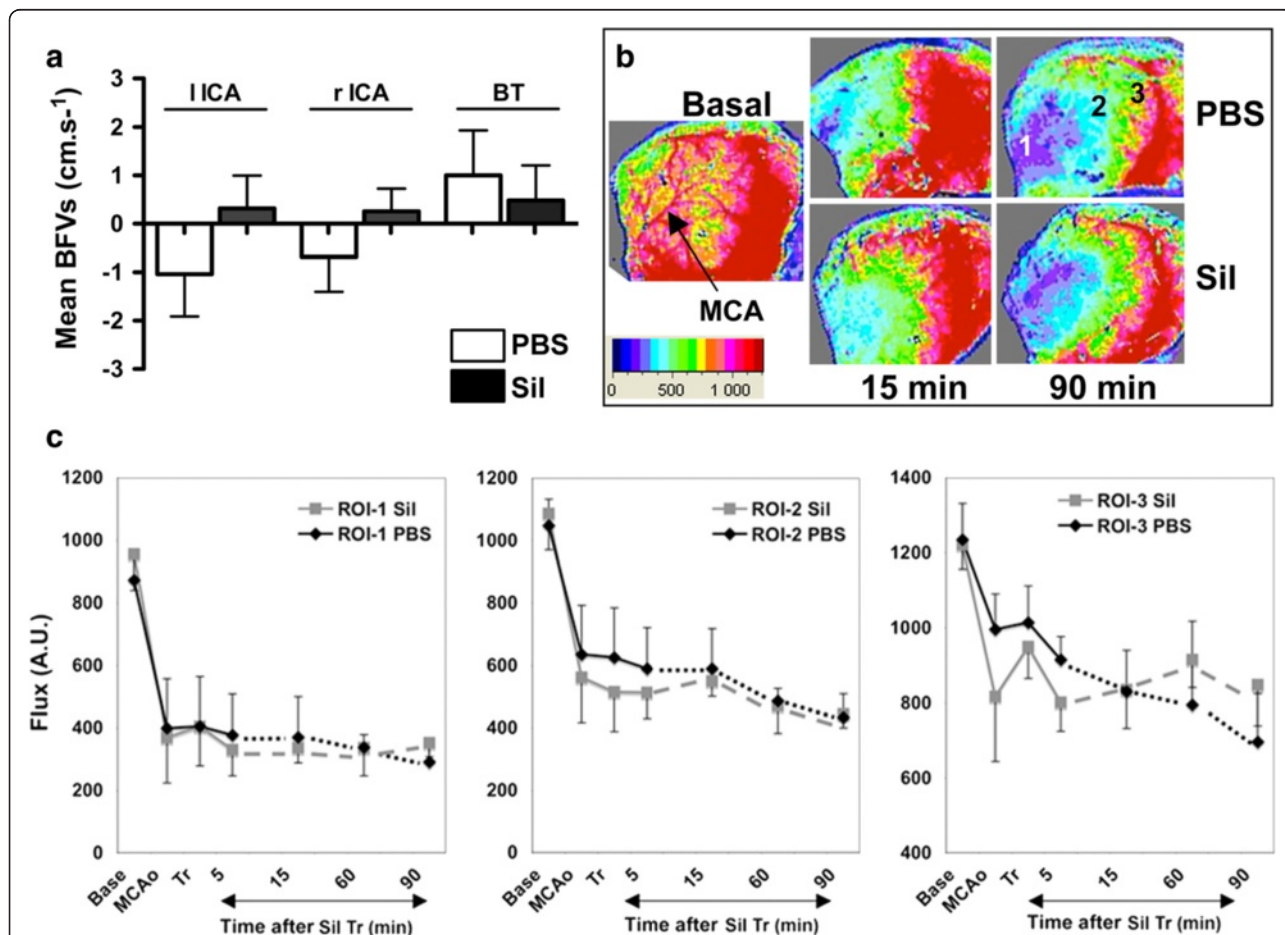 a
3
2
1
0
-1
-2
-3
Mean BFVs (cm.s-1)
l ICA
r ICA
BT
PBS
Sil
b
Basal
MCA
0 500 1 000
1
2
3
PBS
Sil
15 min
90 min
c
Flux (A.U.)
1200
1000
800
600
400
200
0
ROI-1 Sil
ROI-1 PBS
Base
MCAo
Tr
5
15
60
90
Time after Sil Tr (min)
1200
1000
800
600
400
200
0
ROI-2 Sil
ROI-2 PBS
Base
MCAo
Tr
5
15
60
90
Time after Sil Tr (min)
1400
1200
1000
800
600
400
ROI-3 Sil
ROI-3 PBS
Base
MCAo
Tr
5
15
60
90
Time after Sil Tr (min)